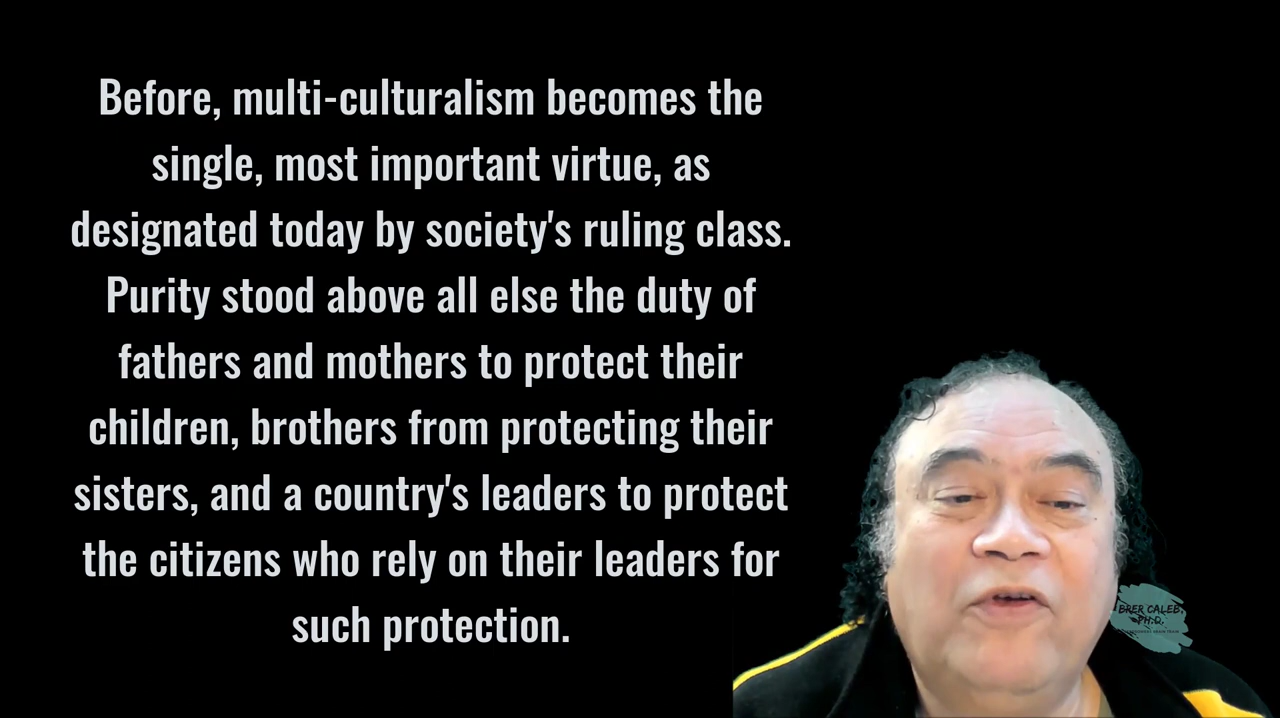 Before, multi-culturalism becomes the
single, most important virtue, as
designated today by society's ruling class.
Purity stood above all else the duty of
fathers and mothers to protect their
children, brothers from protecting their
sisters, and a country's leaders to protect
the citizens who rely on their leaders for
such protection.
BRER CALEB,
PH.D.